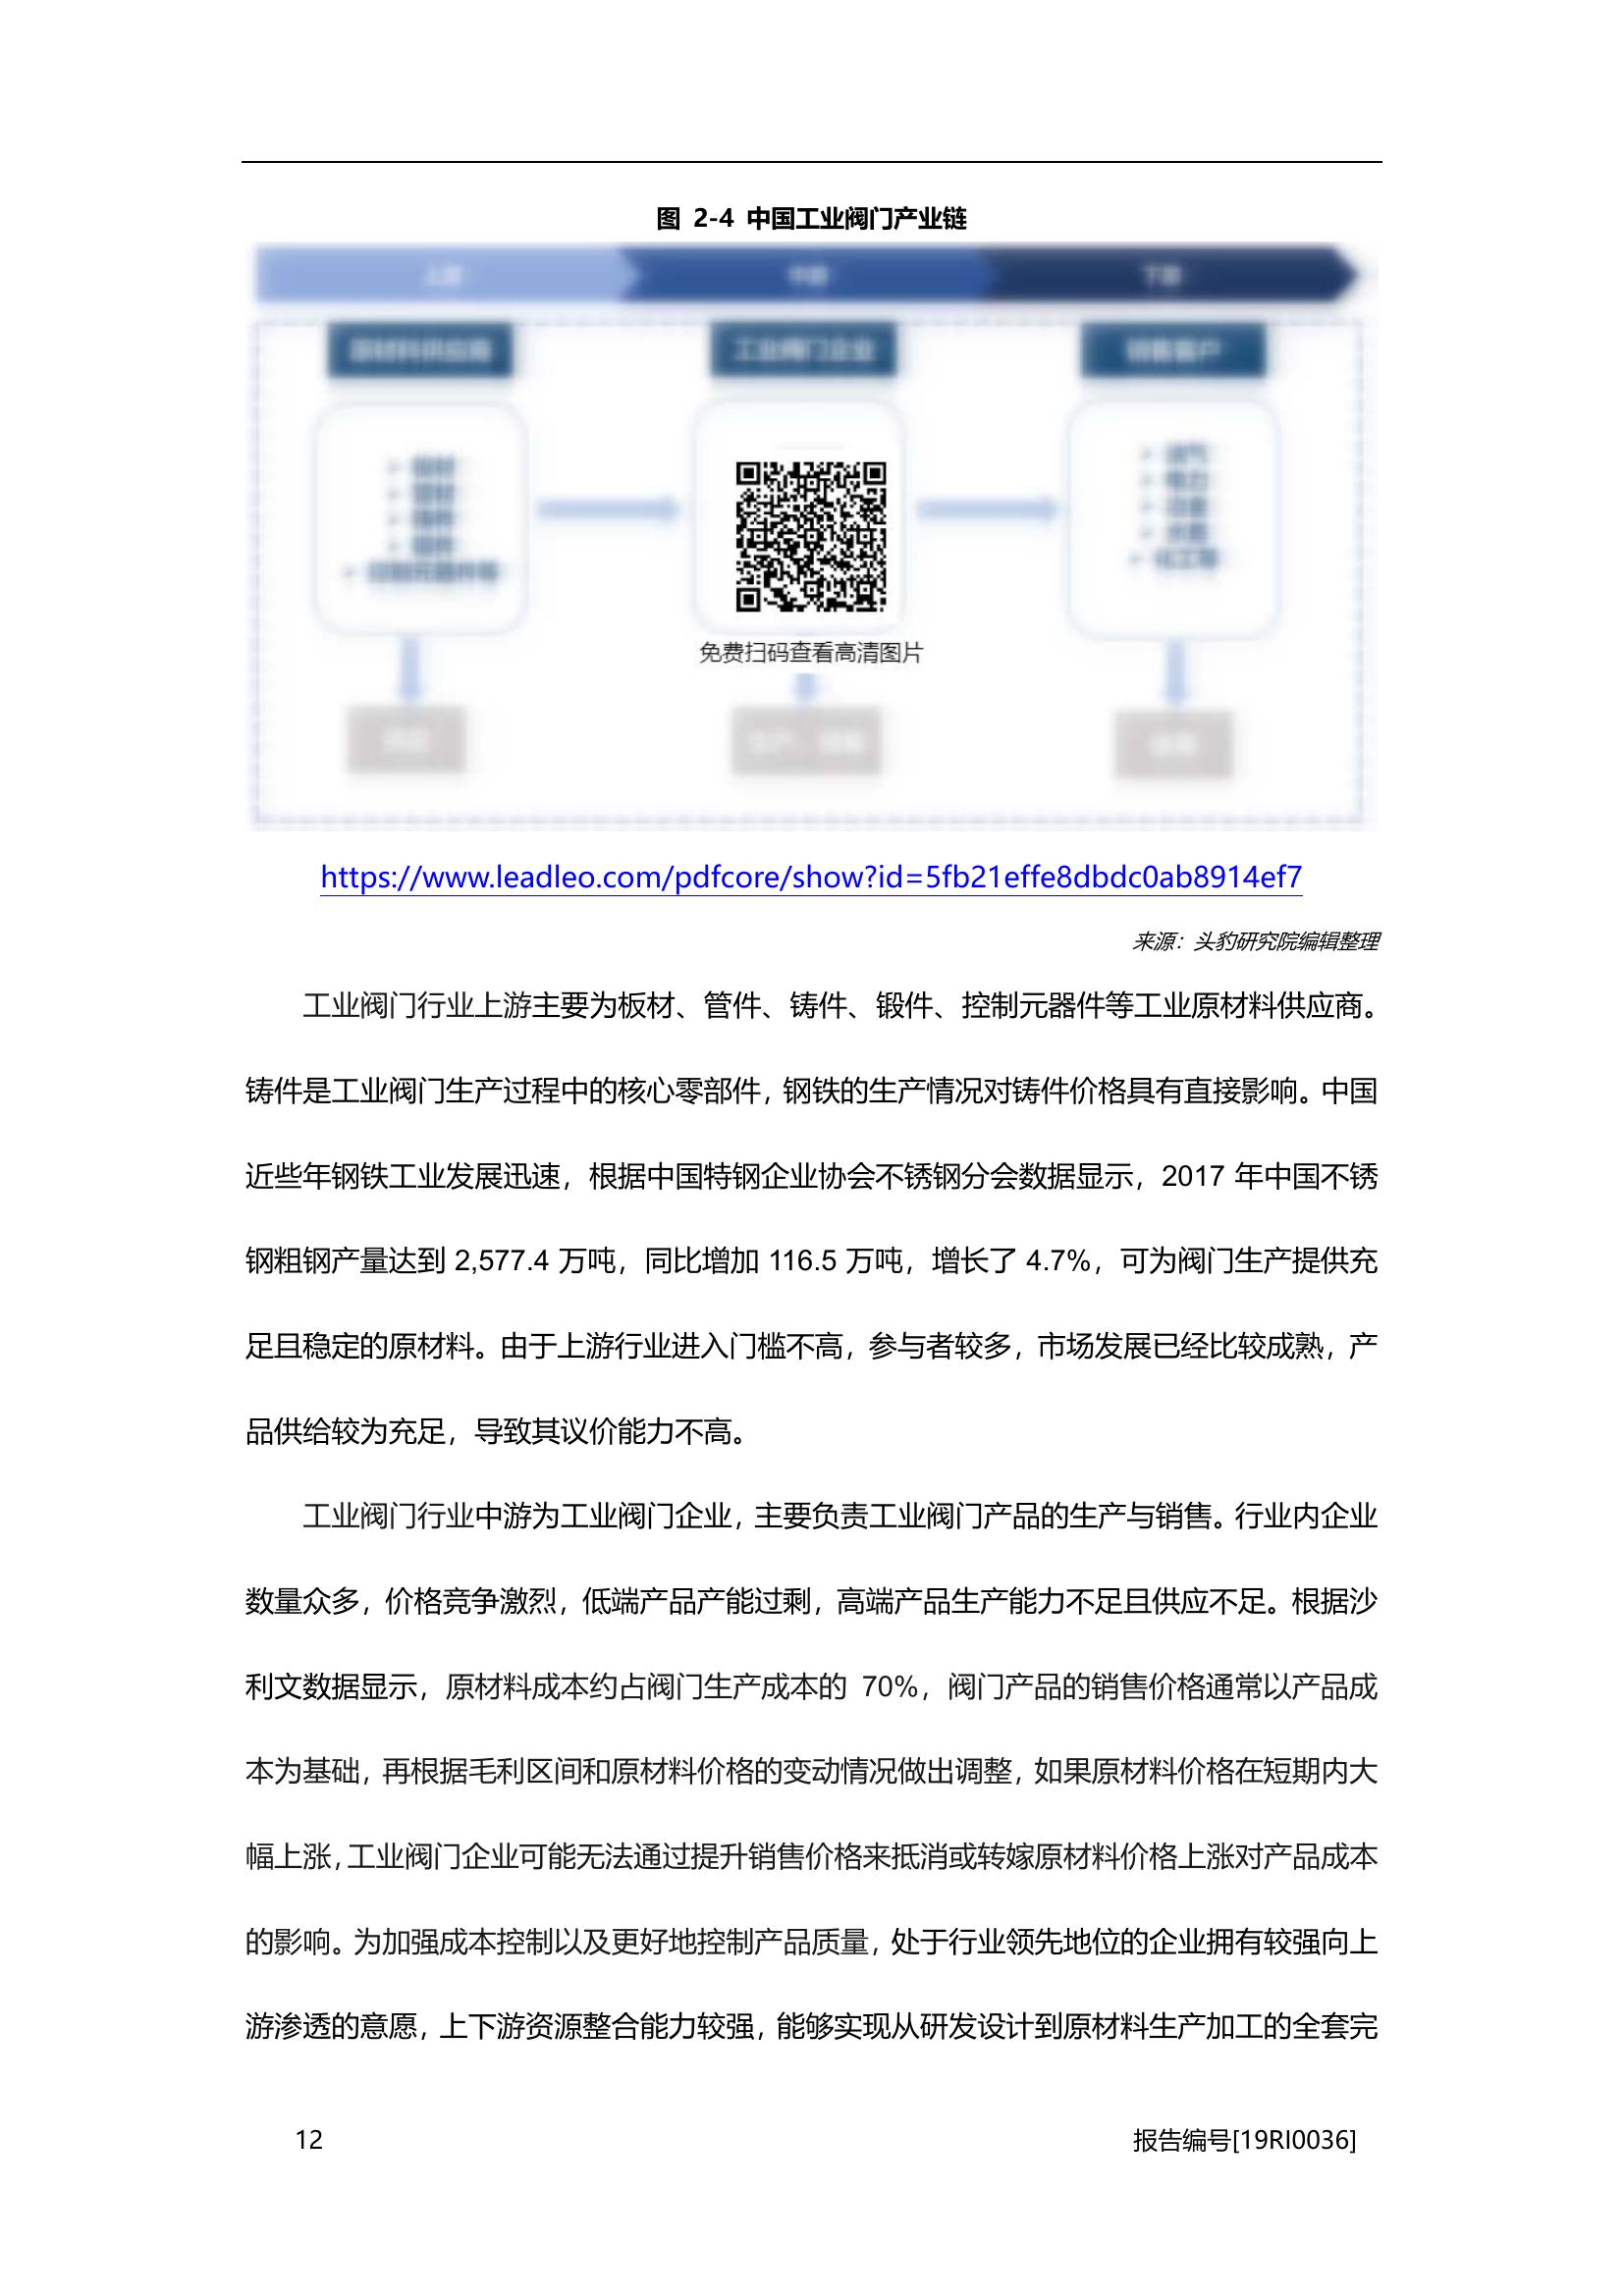 图 2-4 中国工业阀门产业链
上游
中游
下游
原材料供应商
工业阀门企业
销售客户
免费扫码查看高清图片
https://www.leadleo.com/pdfcore/show?id=5fb21effe8dbdc0ab8914ef7
来源：头豹研究院编辑整理
工业阀门行业上游主要为板材、管件、铸件、锻件、控制元器件等工业原材料供应商。
铸件是工业阀门生产过程中的核心零部件，钢铁的生产情况对铸件价格具有直接影响。中国
近些年钢铁工业发展迅速，根据中国特钢企业协会不锈钢分会数据显示，2017 年中国不锈
钢粗钢产量达到 2,577.4 万吨，同比增加 116.5 万吨，增长了 4.7%，可为阀门生产提供充
足且稳定的原材料。由于上游行业进入门槛不高，参与者较多，市场发展已经比较成熟，产
品供给较为充足，导致其议价能力不高。
工业阀门行业中游为工业阀门企业，主要负责工业阀门产品的生产与销售。行业内企业
数量众多，价格竞争激烈，低端产品产能过剩，高端产品生产能力不足且供应不足。根据沙
利文数据显示，原材料成本约占阀门生产成本的 70%，阀门产品的销售价格通常以产品成
本为基础，再根据毛利区间和原材料价格的变动情况做出调整，如果原材料价格在短期内大
幅上涨，工业阀门企业可能无法通过提升销售价格来抵消或转嫁原材料价格上涨对产品成本
的影响。为加强成本控制以及更好地控制产品质量，处于行业领先地位的企业拥有较强向上
游渗透的意愿，上下游资源整合能力较强，能够实现从研发设计到原材料生产加工的全套完
12
报告编号[19RI0036]